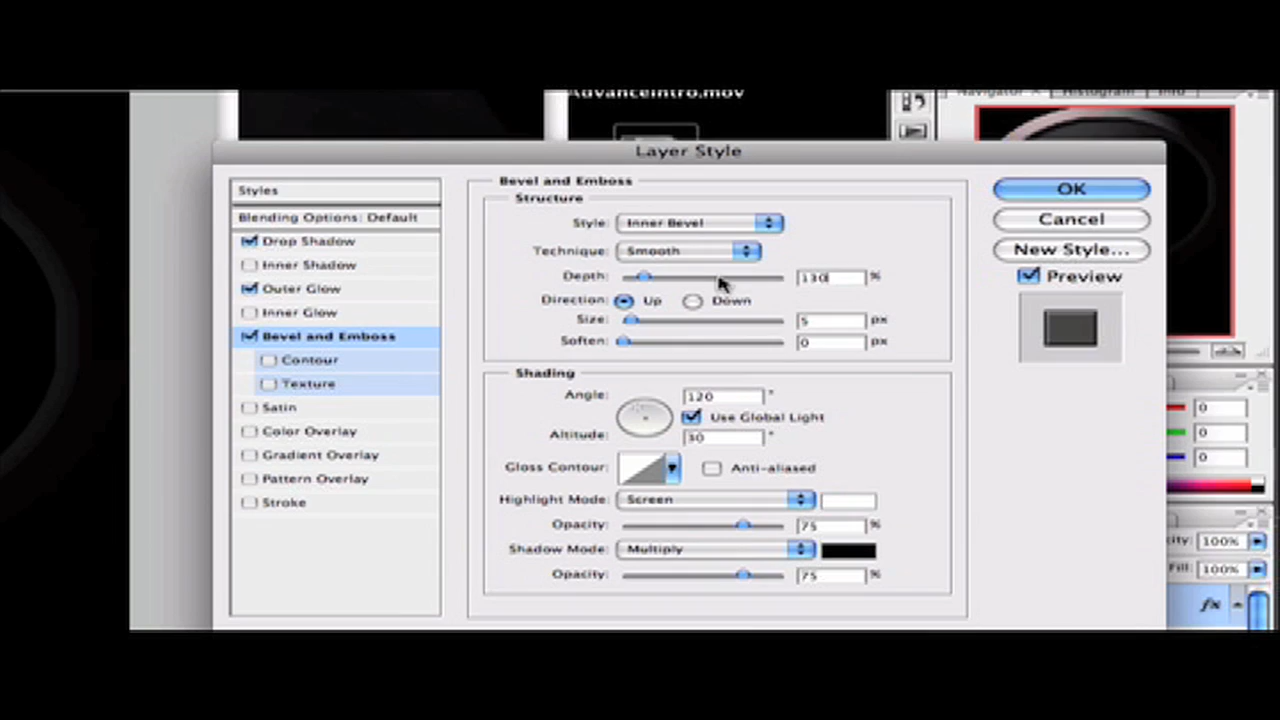 AdvanceIntro.mov
Navigator × Histogram Info
Layer Style
Styles
Blending Options: Default
Drop Shadow
Inner Shadow
Outer Glow
Inner Glow
Bevel and Emboss
Contour
Texture
Satin
Color Overlay
Gradient Overlay
Pattern Overlay
Stroke
Bevel and Emboss
Structure
Style: Inner Bevel
Technique: Smooth
Depth: 130 %
Direction: Up Down
Size: 5 px
Soften: 0 px
Shading
Angle: 120 °
Use Global Light
Altitude: 30 °
Gloss Contour: Anti-aliased
Highlight Mode: Screen
Opacity: 75 %
Shadow Mode: Multiply
Opacity: 75 %
OK
Cancel
New Style...
Preview
0
0
0
ity: 100%
Fill: 100%
fx